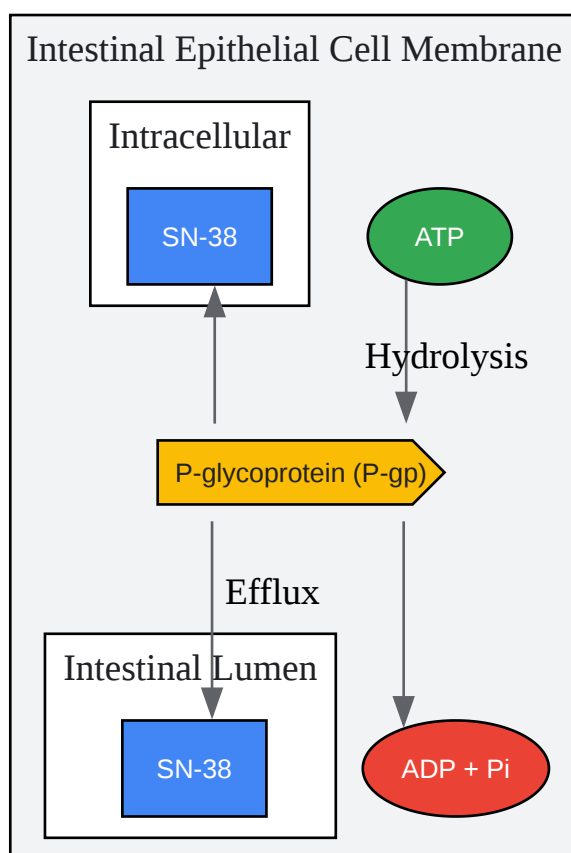 Intestinal Epithelial Cell Membrane
Intracellular
SN-38
ATP
Hydrolysis
P-glycoprotein (P-gp)
Efflux
Intestinal Lumen
SN-38
ADP + Pi